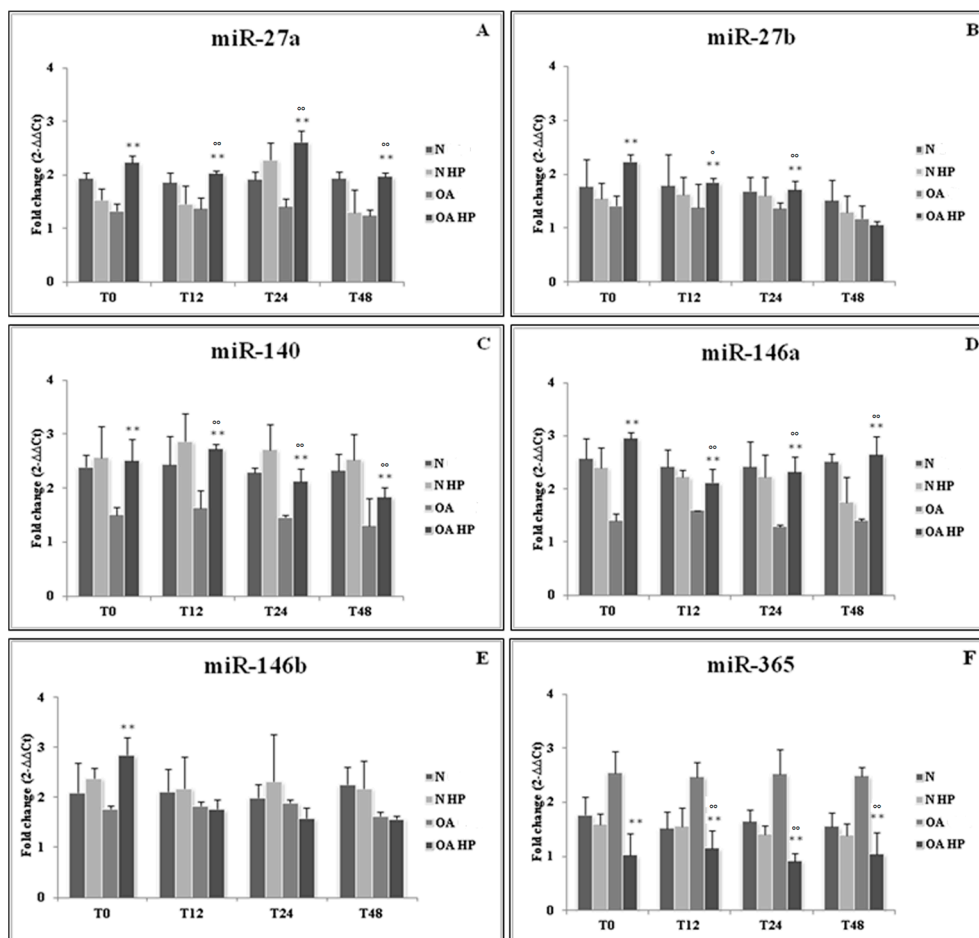 miR-27a
A
Fold change (2-ΔΔCt)
4
3
2
1
0
°°
**
°°
**
°°
**
**
T0 T12 T24 T48
N
N HP
OA
OA HP
miR-27b
B
Fold change (2-ΔΔCt)
4
3
2
1
0
**
°
**
°°
**
T0 T12 T24 T48
N
N HP
OA
OA HP
miR-140
C
Fold change (2-ΔΔCt)
4
3
2
1
0
**
°°
**
°°
**
°°
**
T0 T12 T24 T48
N
N HP
OA
OA HP
miR-146a
D
Fold change (2-ΔΔCt)
4
3
2
1
0
**
°°
**
°°
**
°°
**
T0 T12 T24 T48
N
N HP
OA
OA HP
miR-146b
E
Fold change (2-ΔΔCt)
4
3
2
1
0
**
T0 T12 T24 T48
N
N HP
OA
OA HP
miR-365
F
Fold change (2-ΔΔCt)
4
3
2
1
0
**
°°
**
°°
**
°°
**
T0 T12 T24 T48
N
N HP
OA
OA HP